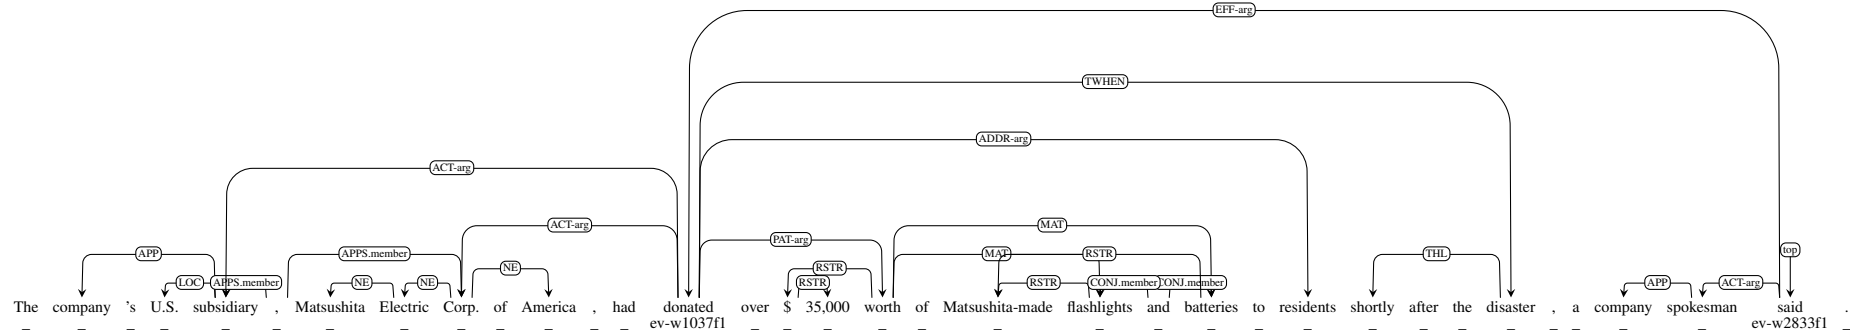 EFF-arg
TWHEN
ADDR-arg
ACT-arg
ACT-arg MAT
PAT-arg
APP APPS.member MAT RSTR THL top
NE RSTR
LOC APPS.member NE NE RSTR RSTR CONJ.member CONJ.member APP ACT-arg
The company 's U.S. subsidiary , Matsushita Electric Corp. of America , had donated over $ 35,000 worth of Matsushita-made flashlights and batteries to residents shortly after the disaster , a company spokesman said .
_ _ _ _ _ _ _ _ _ _ _ _ _ ev-w1037f1 _ _ _ _ _ _ _ _ _ _ _ _ _ _ _ _ _ _ _ ev-w2833f1 _